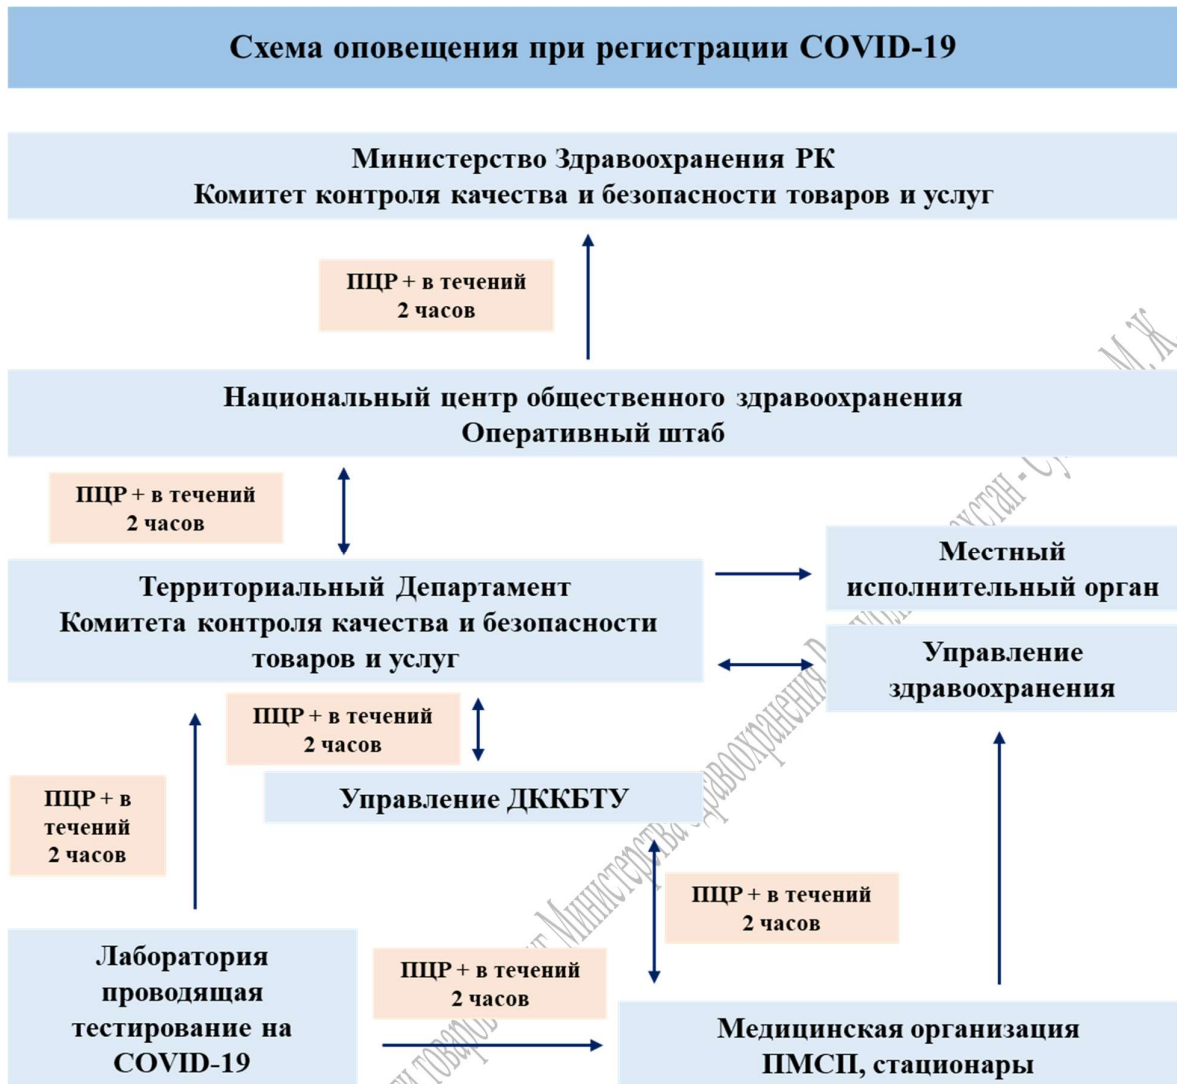 Схема оповещения при регистрации COVID-19
Министерство Здравоохранения РК
Комитет контроля качества и безопасности товаров и услуг
ПЦР + в течений
2 часов
Национальный центр общественного здравоохранения
Оперативный штаб
ПЦР + в течений
2 часов
Территориальный Департамент
Комитета контроля качества и безопасности
товаров и услуг
Местный
исполнительный орган
Управление
здравоохранения
ПЦР + в течений
2 часов
Управление ДККБТУ
ПЦР + в
течений
2 часов
ПЦР + в течений
2 часов
Лаборатория
проводящая
тестирование на
COVID-19
ПЦР + в течений
2 часов
Медицинская организация
ПМСП, стационары
товаров
Министерства здравоохранения
М. Ж.